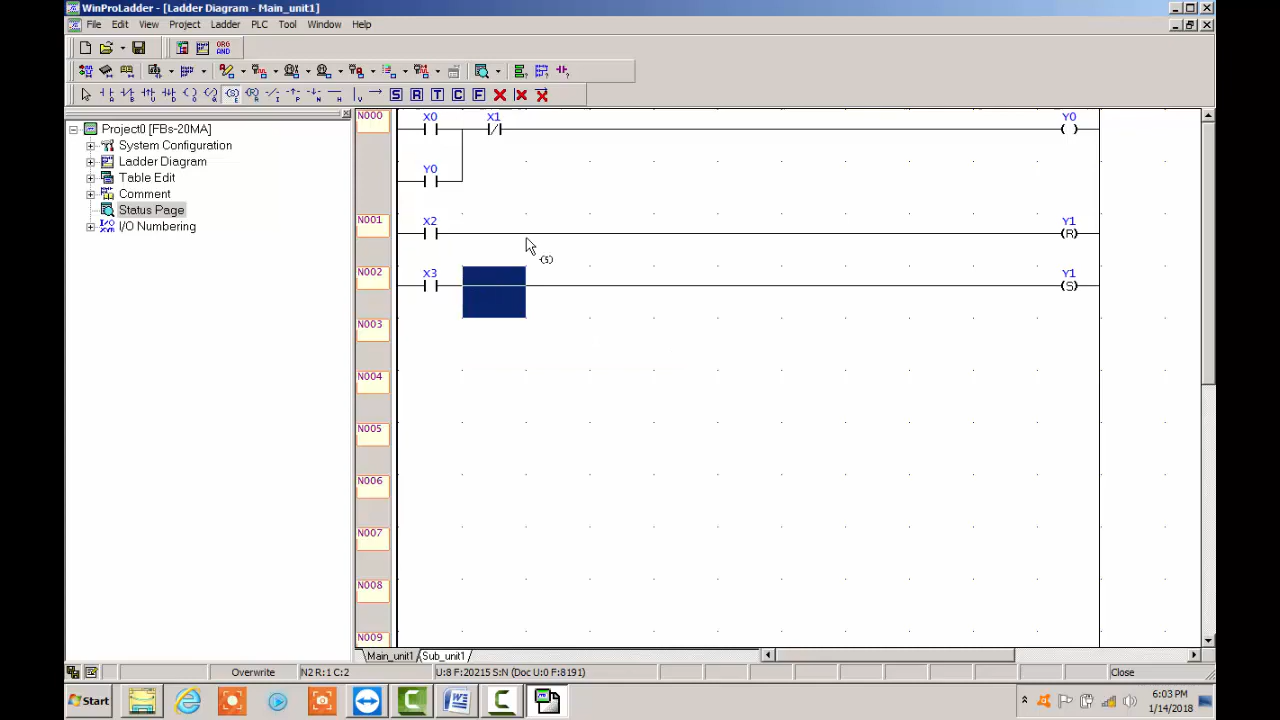 WinProLadder - [Ladder Diagram - Main_unit1]
File Edit View Project Ladder PLC Tool Window Help
ORG
AND
A B U D O Q S R I P N H V S R T C F
Project0 [FBs-20MA]
System Configuration
Ladder Diagram
Table Edit
Comment
Status Page
I/O Numbering
N000 X0 X1 Y0
Y0
N001 X2 Y1
(R)
(S)
N002 X3 Y1
(S)
N003
N004
N005
N006
N007
N008
N009
Main_unit1 Sub_unit1
Overwrite N2 R:1 C:2 U:8 F:20215 S:N (Doc U:0 F:8191) Close
Start
6:03 PM
1/14/2018